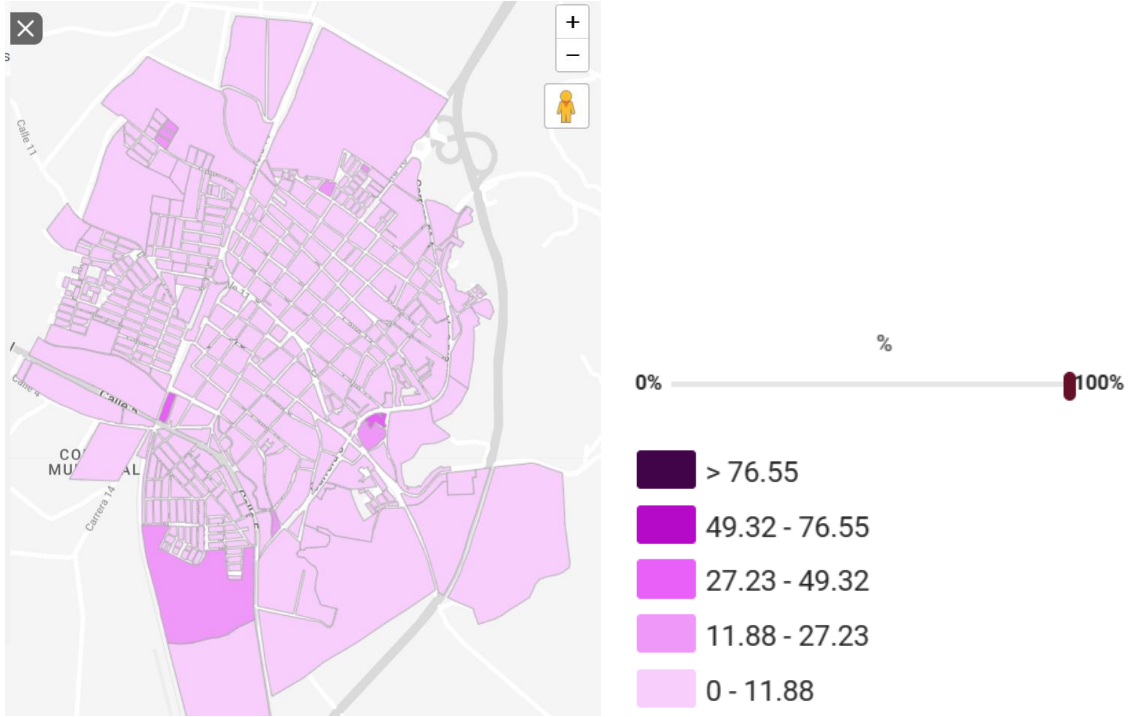 +
−
s
Calle 11
Calle 4
Calle 5
CO
MU AL
Carrera 14
%
0%
100%
> 76.55
49.32 - 76.55
27.23 - 49.32
11.88 - 27.23
0 - 11.88